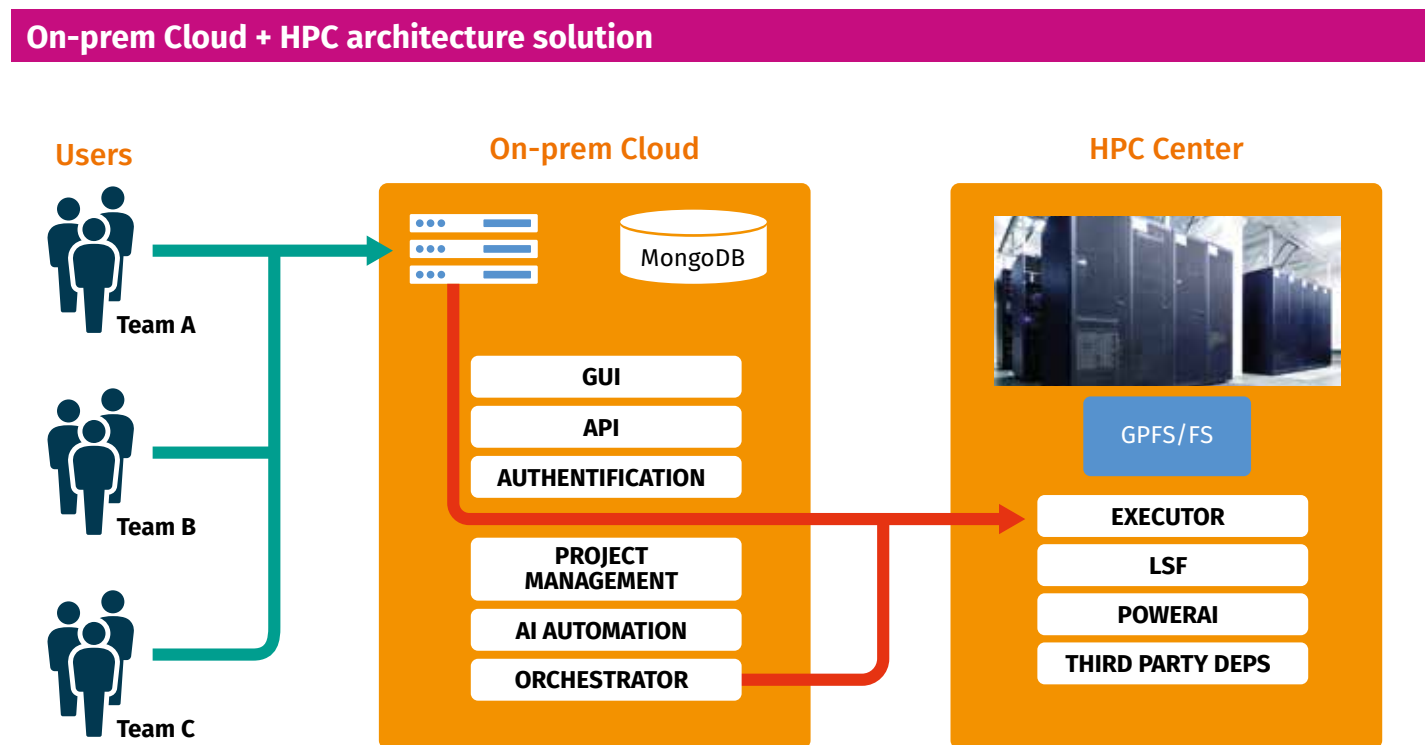 On-prem Cloud + HPC architecture solution
Users
Team A
Team B
Team C
On-prem Cloud
MongoDB
GUI
API
AUTHENTIFICATION
PROJECT
MANAGEMENT
AI AUTOMATION
ORCHESTRATOR
HPC Center
GPFS/FS
EXECUTOR
LSF
POWERAI
THIRD PARTY DEPS